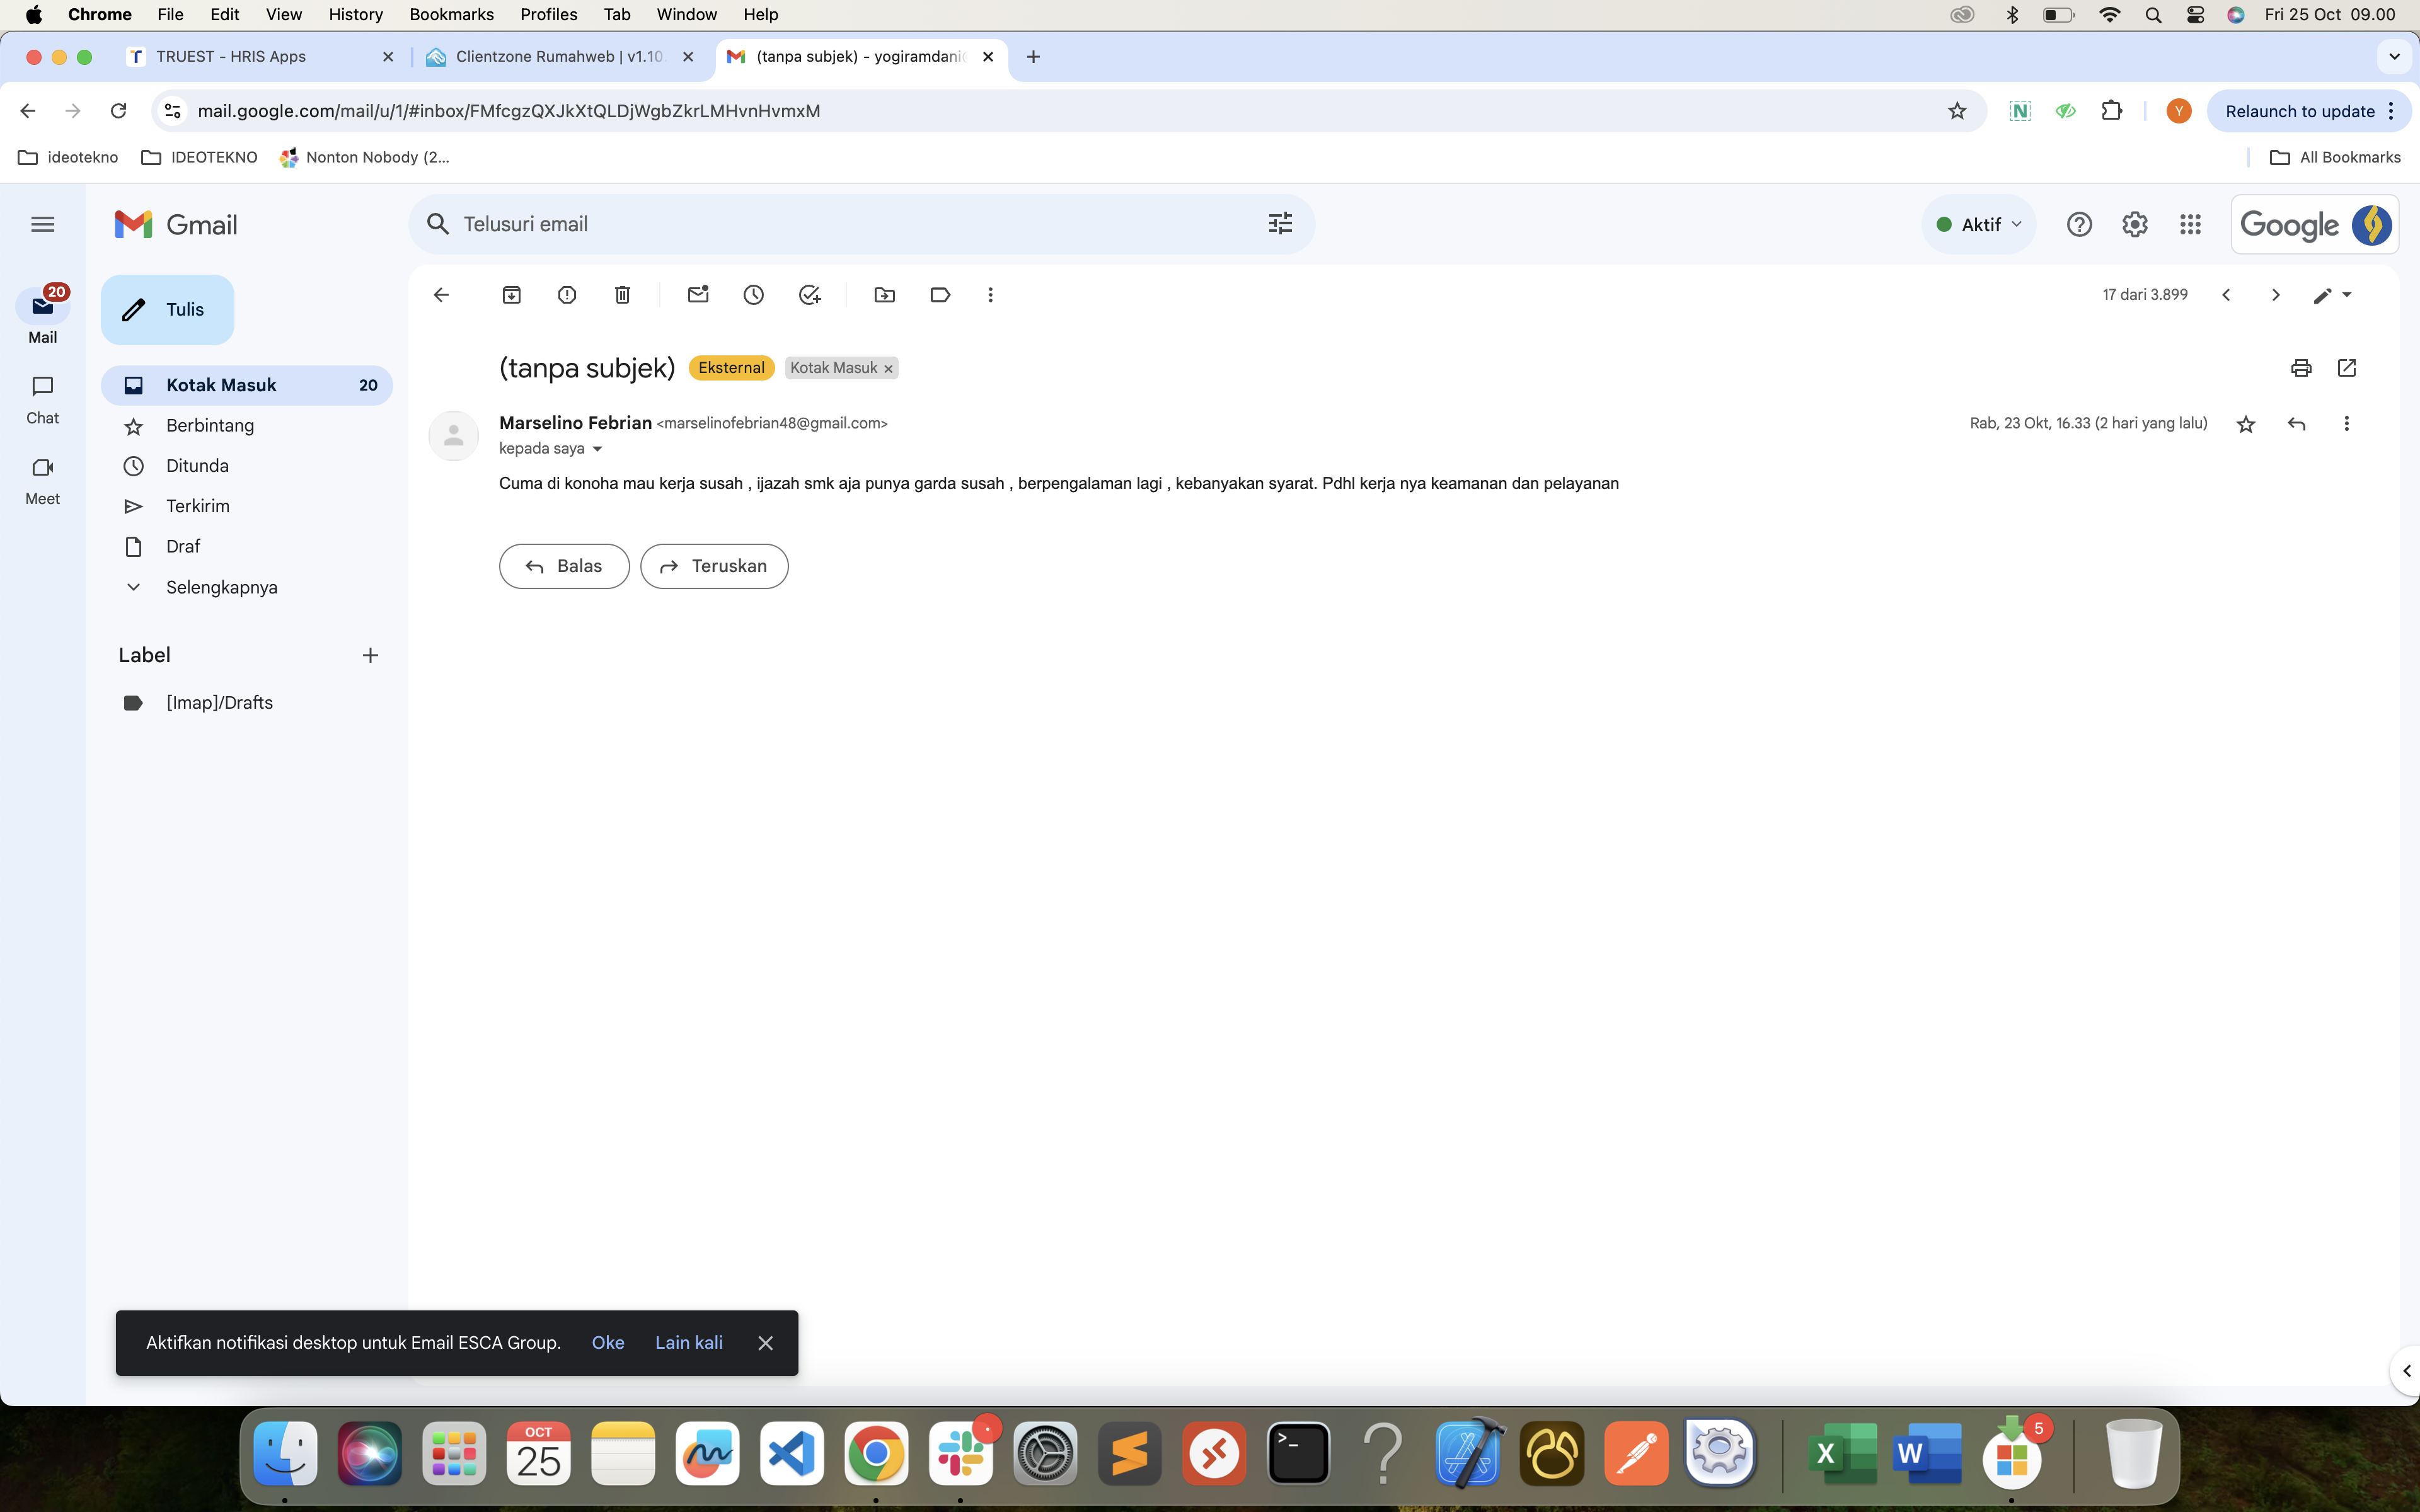 Chrome File Edit View History Bookmarks Profiles Tab Window Help Fri 25 Oct 09.00
TRUEST - HRIS Apps Clientzone Rumahweb | v1.10. (tanpa subjek) - yogiramdani
mail.google.com/mail/u/1/#inbox/FMfcgzQXJkXtQLDjWgbZkrLMHvnHvmxM N Y Relaunch to update
ideotekno IDEOTEKNO Nonton Nobody (2... All Bookmarks
Gmail Telusuri email Aktif Google
20
Mail
Chat
Meet
Tulis
Kotak Masuk 20
Berbintang
Ditunda
Terkirim
Draf
Selengkapnya
Label
[Imap]/Drafts
17 dari 3.899
(tanpa subjek) Eksternal Kotak Masuk
Marselino Febrian <marselinofebrian48@gmail.com> Rab, 23 Okt, 16.33 (2 hari yang lalu)
kepada saya
Cuma di konoha mau kerja susah , ijazah smk aja punya garda susah , berpengalaman lagi , kebanyakan syarat. Pdhl kerja nya keamanan dan pelayanan
Balas Teruskan
Aktifkan notifikasi desktop untuk Email ESCA Group. Oke Lain kali
OCT
25
X
W
5